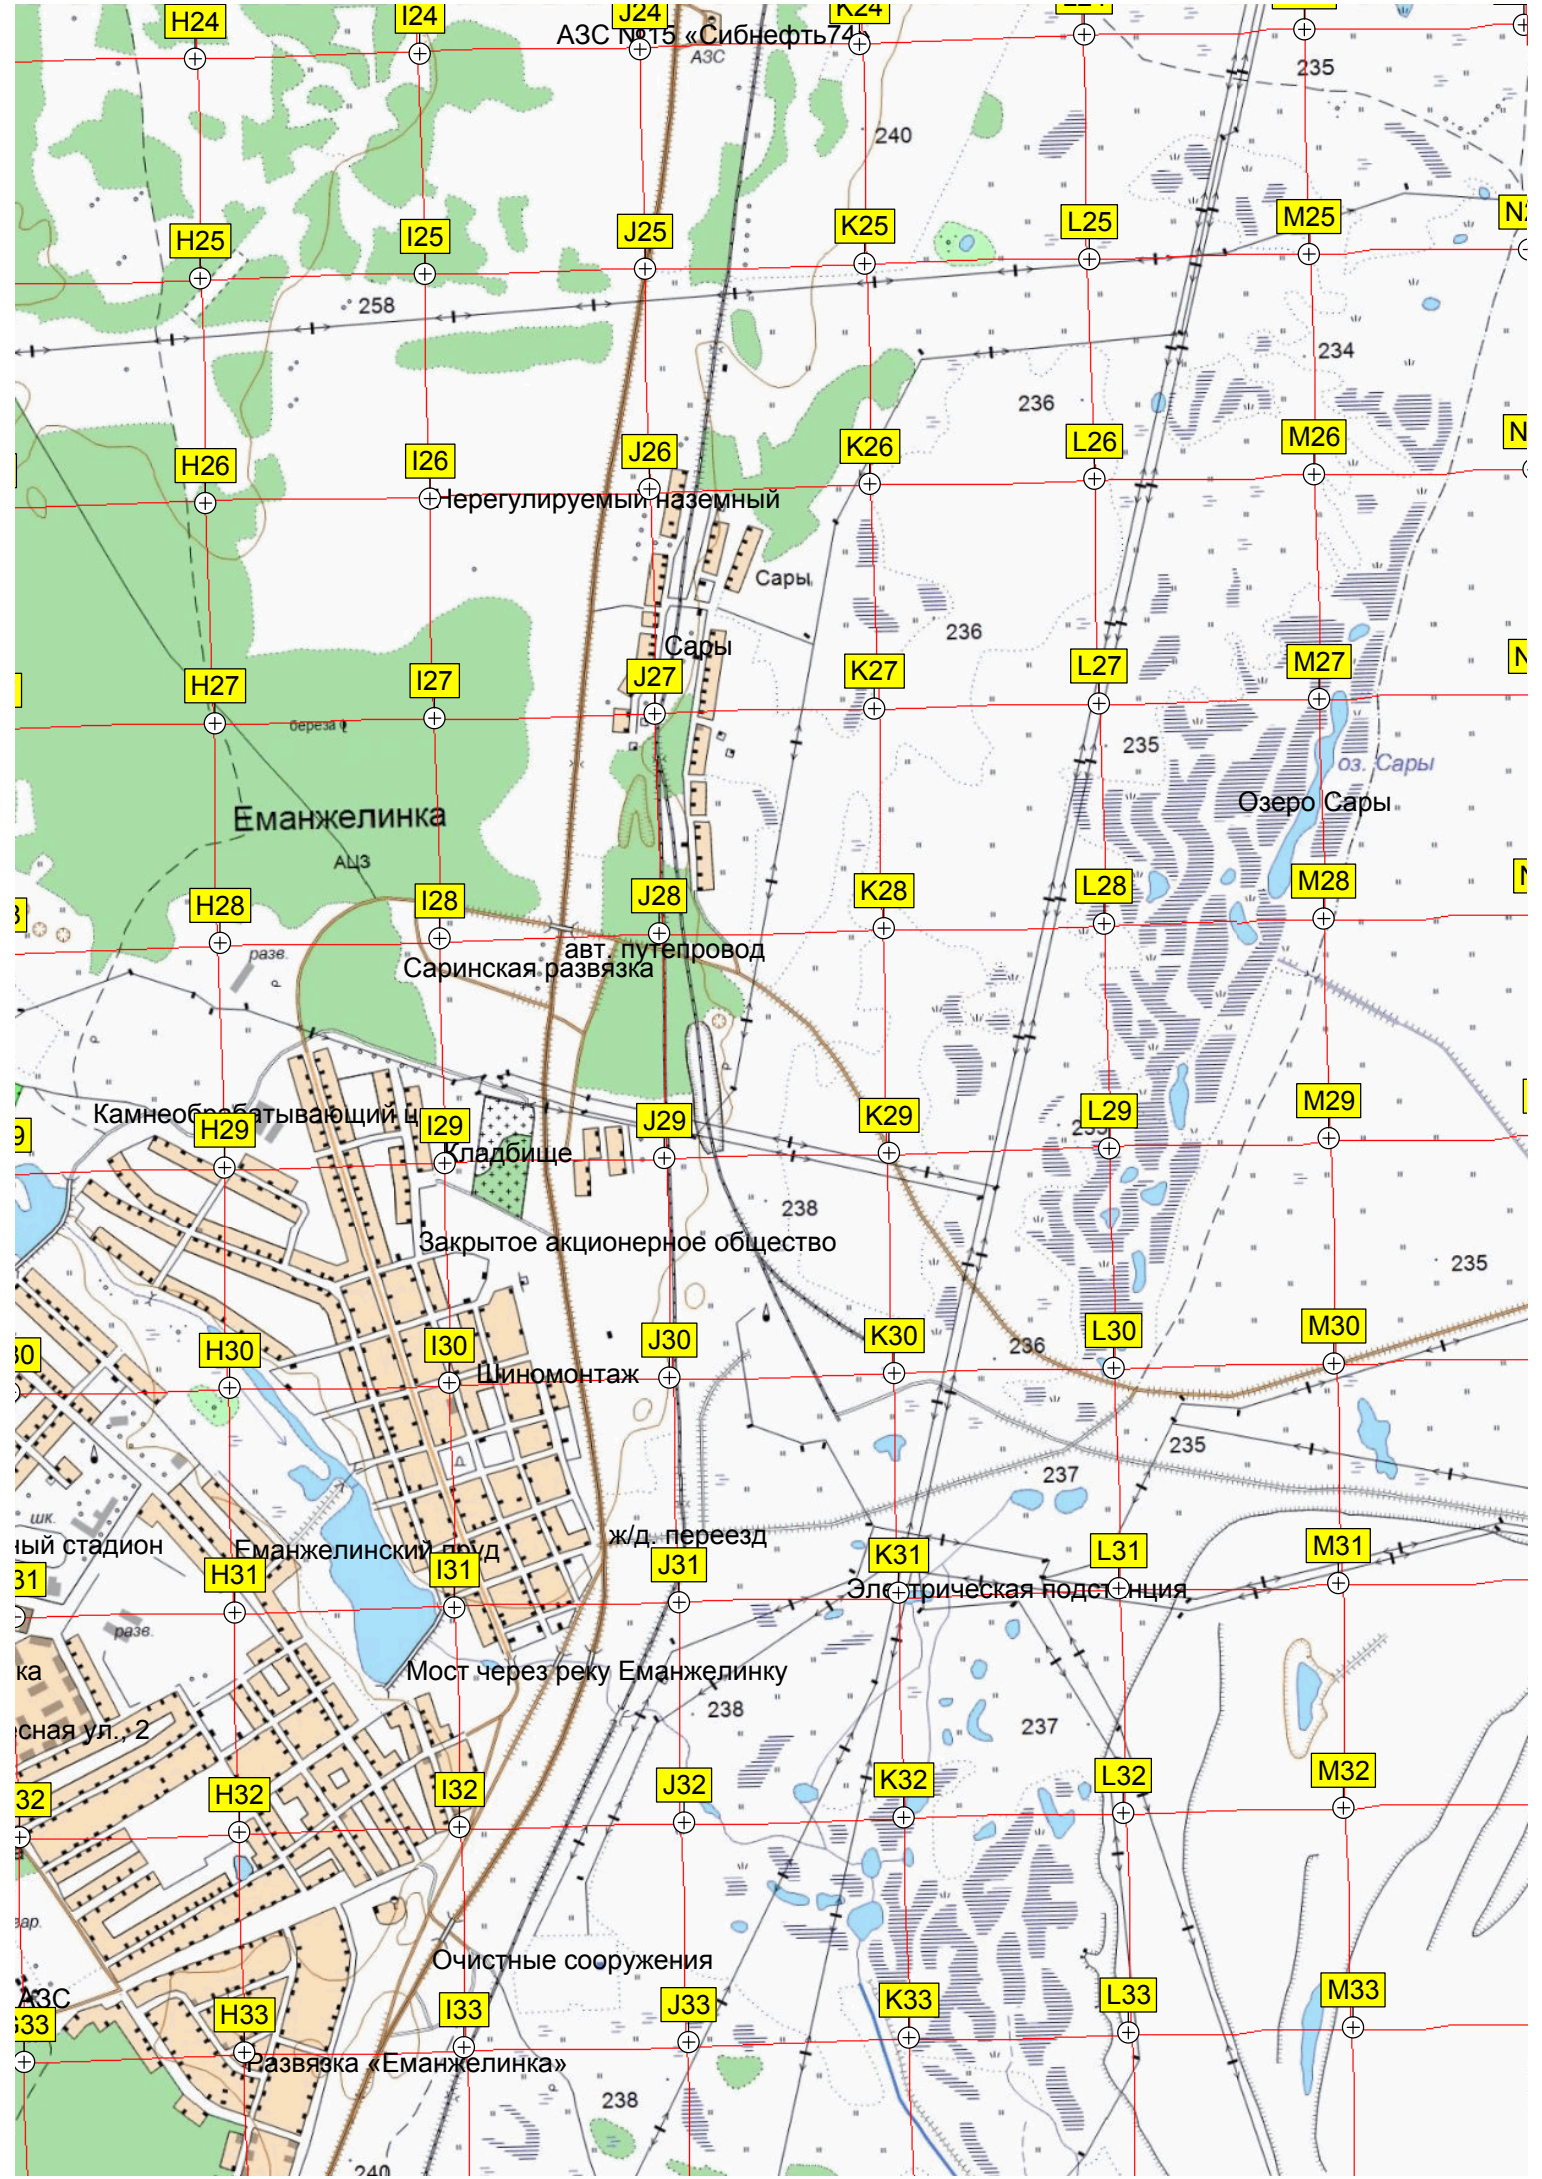 H24
I24
J24
K24
АЗС №15 «Сибнефть74»
АЗС
235
240
H25
I25
J25
K25
L25
M25
258
234
236
H26
I26
J26
K26
L26
M26
Нерегулируемый наземный
Сары
236
Сары
H27
I27
J27
K27
L27
M27
береза
235
оз. Сары
Озеро Сары
Еманжелинка
АЦЗ
H28
I28
J28
K28
L28
M28
разв.
авт. путепровод
Саринская развязка
Камнеобрабатывающий ц
H29
I29
J29
K29
L29
M29
Кладбище
238
Закрытое акционерное общество
235
H30
I30
J30
K30
L30
M30
236
Шиномонтаж
235
237
шк.
ный стадион
Еманжелинский пруд
ж/д. переезд
H31
I31
J31
K31
L31
M31
Электрическая подстанция
разв.
ка
Мост через реку Еманжелинку
238
237
есная ул., 2
32
H32
I32
J32
K32
L32
M32
Очистные сооружения
АЗС
G33
H33
I33
J33
K33
L33
M33
Развязка «Еманжелинка»
238
240